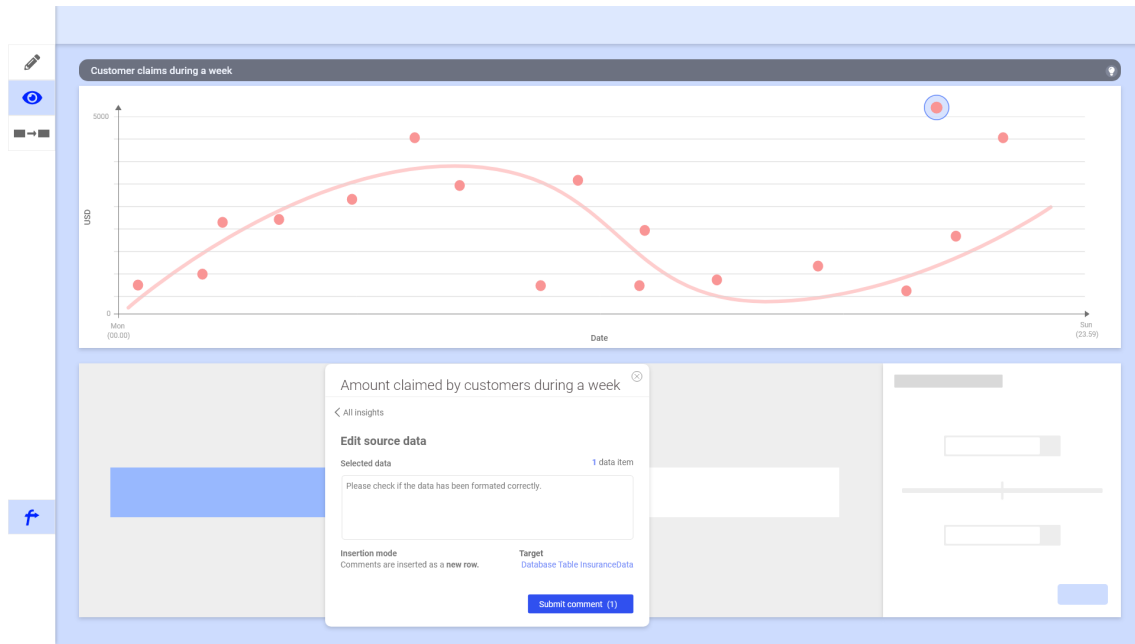 Customer claims during a week
5000
USD
0
Mon
(00.00)
Date
Sun
(23.59)
Amount claimed by customers during a week
All insights
Edit source data
Selected data
1 data item
Please check if the data has been formated correctly.
Insertion mode
Target
Comments are inserted as a new row.
Database Table InsuranceData
Submit comment (1)